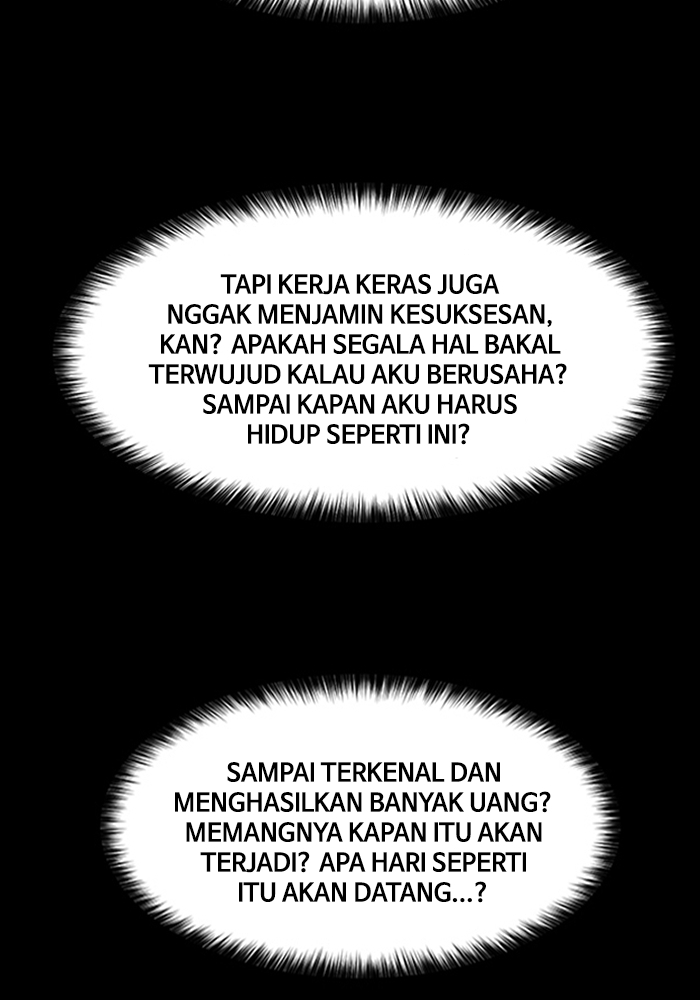 TAPI KERJA KERAS JUGA
NGGAK MENJAMIN KESUKSESAN,
KAN? APAKAH SEGALA HAL BAKAL
TERWUJUD KALAU AKU BERUSAHA?
SAMPAI KAPAN AKU HARUS
HIDUP SEPERTI INI?
SAMPAI TERKENAL DAN
MENGHASILKAN BANYAK UANG?
MEMANGNYA KAPAN ITU AKAN
TERJADI? APA HARI SEPERTI
ITU AKAN DATANG...?